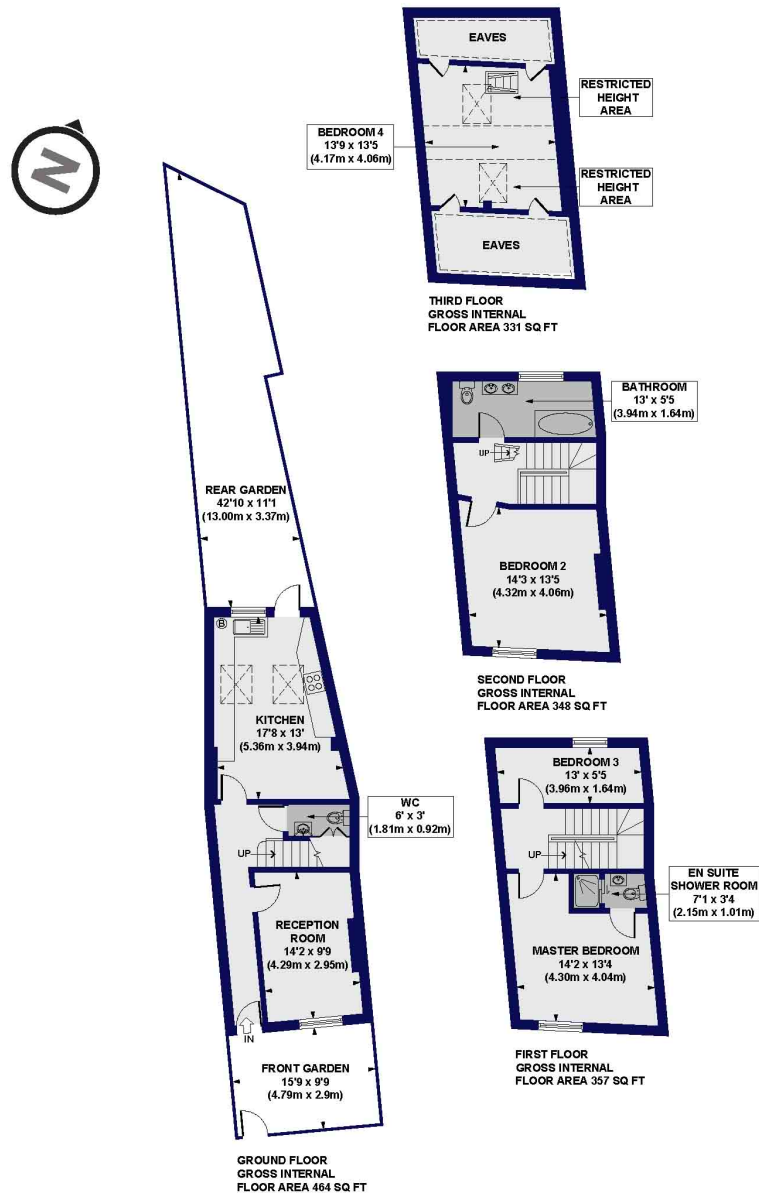 EAVES
RESTRICTED
HEIGHT
AREA
BEDROOM 4
13'9 x 13'5
(4.17m x 4.06m)
RESTRICTED
HEIGHT
AREA
EAVES
THIRD FLOOR
GROSS INTERNAL
FLOOR AREA 331 SQ FT
N
BATHROOM
13' x 5'5
(3.94m x 1.64m)
UP
BEDROOM 2
14'3 x 13'5
(4.32m x 4.06m)
SECOND FLOOR
GROSS INTERNAL
FLOOR AREA 348 SQ FT
REAR GARDEN
42'10 x 11'1
(13.00m x 3.37m)
B
KITCHEN
17'8 x 13'
(5.36m x 3.94m)
WC
6' x 3'
(1.81m x 0.92m)
UP
RECEPTION
ROOM
14'2 x 9'9
(4.29m x 2.95m)
IN
FRONT GARDEN
15'9 x 9'9
(4.79m x 2.9m)
GROUND FLOOR
GROSS INTERNAL
FLOOR AREA 464 SQ FT
BEDROOM 3
13' x 5'5
(3.96m x 1.64m)
UP
EN SUITE
SHOWER ROOM
7'1 x 3'4
(2.15m x 1.01m)
MASTER BEDROOM
14'2 x 13'4
(4.30m x 4.04m)
FIRST FLOOR
GROSS INTERNAL
FLOOR AREA 357 SQ FT